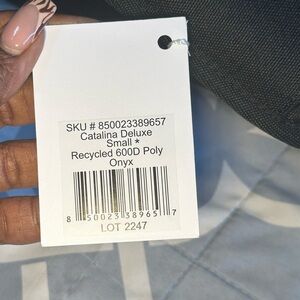 SKU # 850023389657
Catalina Deluxe
Small *
Recycled 600D Poly
Onyx
8 50023 38965 7
LOT 2247